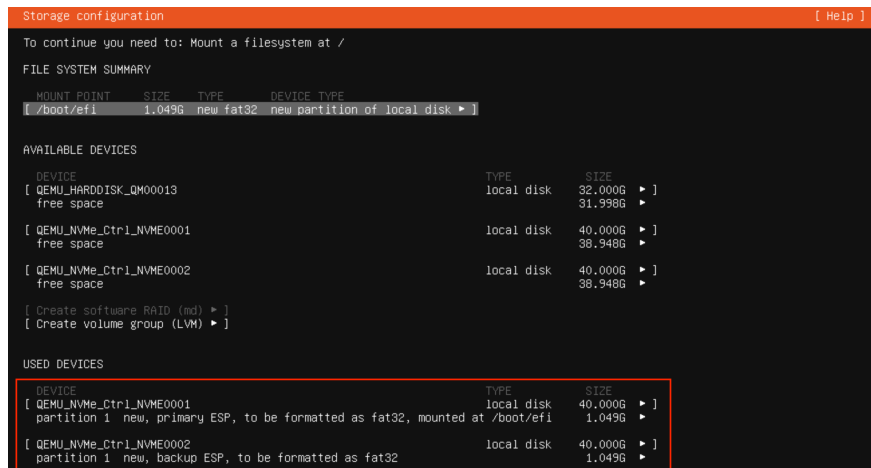 Storage configuration [ Help ]
To continue you need to: Mount a filesystem at /
FILE SYSTEM SUMMARY
MOUNT POINT SIZE TYPE DEVICE TYPE
[ /boot/efi 1.049G new fat32 new partition of local disk ▸ ]
AVAILABLE DEVICES
DEVICE TYPE SIZE
[ QEMU_HARDDISK_QM00013 local disk 32.000G ▸ ]
free space 31.998G ▸
[ QEMU_NVMe_Ctrl_NVME0001 local disk 40.000G ▸ ]
free space 38.948G ▸
[ QEMU_NVMe_Ctrl_NVME0002 local disk 40.000G ▸ ]
free space 38.948G ▸
[ Create software RAID (md) ▸ ]
[ Create volume group (LVM) ▸ ]
USED DEVICES
DEVICE TYPE SIZE
[ QEMU_NVMe_Ctrl_NVME0001 local disk 40.000G ▸ ]
partition 1 new, primary ESP, to be formatted as fat32, mounted at /boot/efi 1.049G ▸
[ QEMU_NVMe_Ctrl_NVME0002 local disk 40.000G ▸ ]
partition 1 new, backup ESP, to be formatted as fat32 1.049G ▸